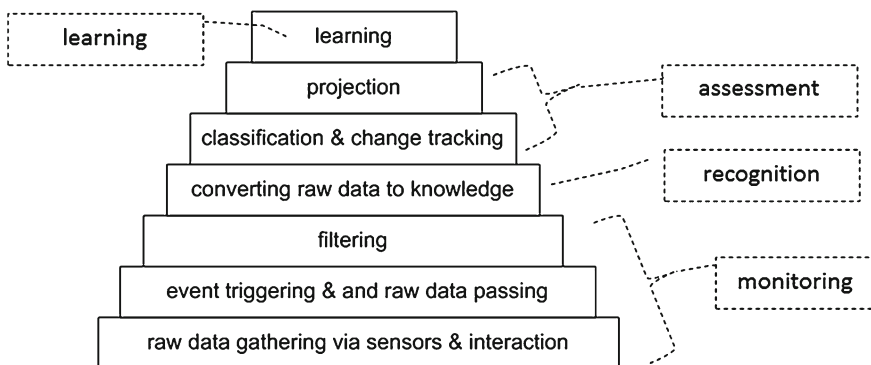 learning
learning
projection
assessment
classification & change tracking
recognition
converting raw data to knowledge
filtering
monitoring
event triggering & and raw data passing
raw data gathering via sensors & interaction